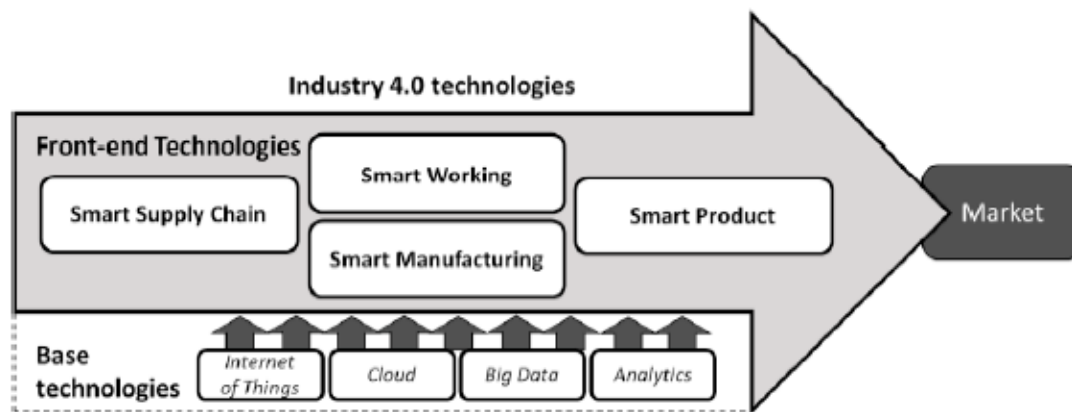 Industry 4.0 technologies
Front-end Technologies
Smart Supply Chain
Smart Working
Smart Manufacturing
Smart Product
Market
Base
technologies
Internet
of Things
Cloud
Big Data
Analytics